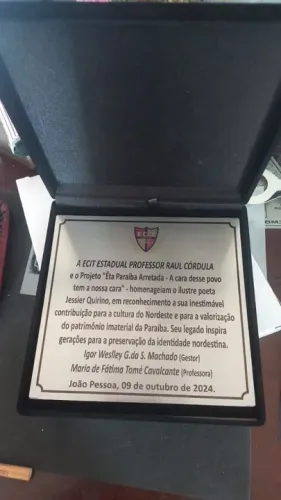 ECIT
A ECIT ESTADUAL PROFESSOR RAUL CÓRDULA
e o Projeto "Êta Paraíba Arretada - A cara desse povo
tem a nossa cara" - homenageiam o ilustre poeta
Jessier Quirino, em reconhecimento a sua inestimável
contribuição para a cultura do Nordeste e para a valorização
do patrimônio imaterial da Paraíba. Seu legado inspira
gerações para a preservação da identidade nordestina.
Igor Weslley G.da S. Machado (Gestor)
Maria de Fátima Tomé Cavalcante (Professora)
João Pessoa, 09 de outubro de 2024.